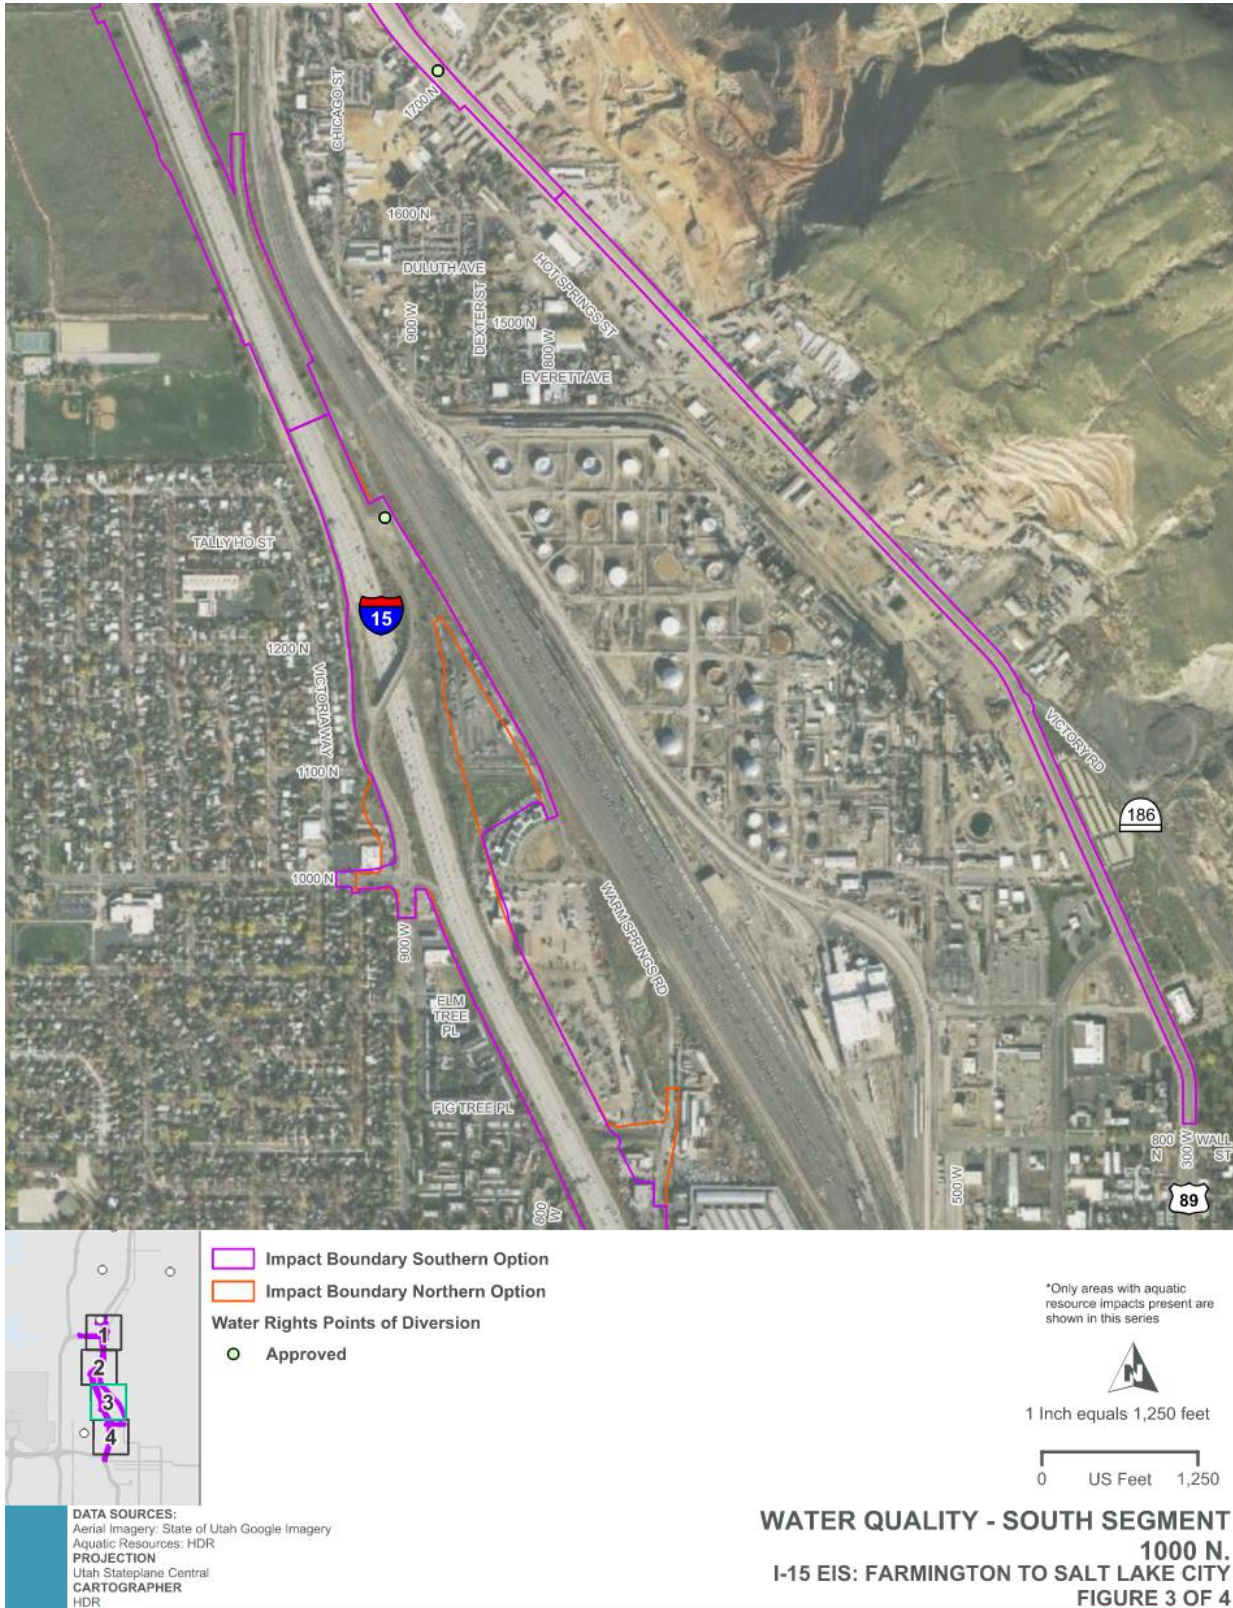 CHICAGO ST
1700 N
1600 N
DULUTH AVE
HOT SPRINGS ST
900 W
DEXTER ST
1500 N
800 W
EVERETT AVE
TALLY HO ST
15
1200 N
VICTORIA WAY
1100 N
VICTORY RD
186
1000 N
WARM SPRINGS RD
900 W
ELM
TREE
PL
FIG TREE PL
800
N
300 W
WALL
ST
500 W
800
W
89
Impact Boundary Southern Option
Impact Boundary Northern Option
Water Rights Points of Diversion
Approved
1
2
3
4
*Only areas with aquatic
resource impacts present are
shown in this series
N
1 Inch equals 1,250 feet
0 US Feet 1,250
DATA SOURCES:
Aerial Imagery: State of Utah Google Imagery
Aquatic Resources: HDR
PROJECTION
Utah Stateplane Central
CARTOGRAPHER
HDR
WATER QUALITY - SOUTH SEGMENT
1000 N.
I-15 EIS: FARMINGTON TO SALT LAKE CITY
FIGURE 3 OF 4